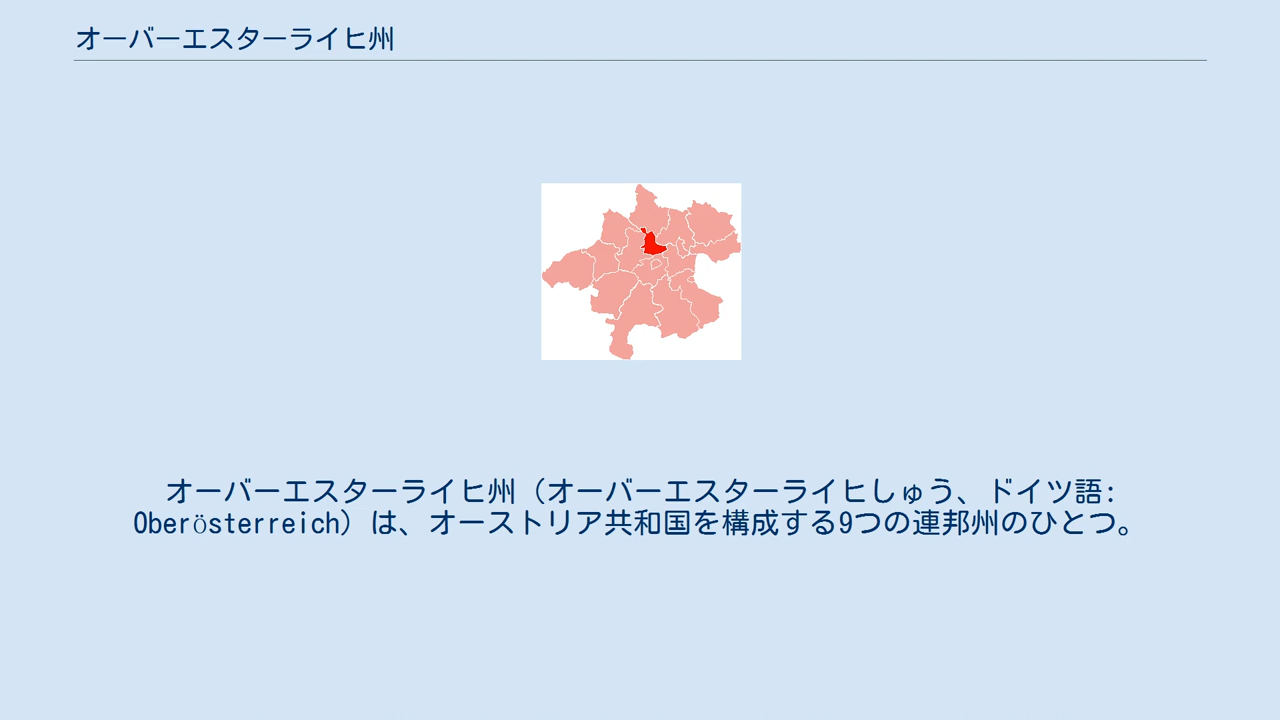 オーバーエスターライヒ州
オーバーエスターライヒ州（オーバーエスターライヒしゅう、ドイツ語:
Oberösterreich）は、オーストリア共和国を構成する9つの連邦州のひとつ。